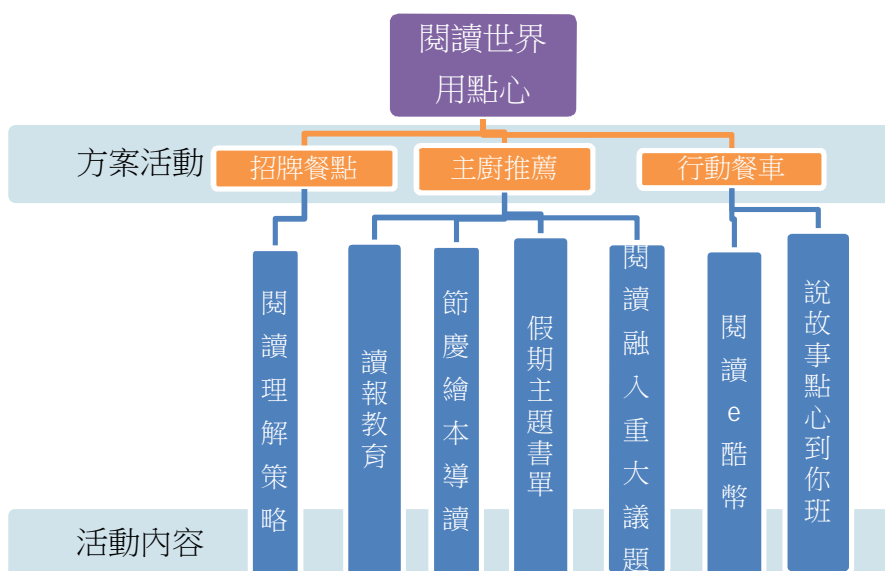 閱讀世界
用點心
方案活動
招牌餐點
主廚推薦
行動餐車
閱讀理解策略
讀報教育
節慶繪本導讀
假期主題書單
閱讀融入重大議題
閱讀e酷幣
說故事點心到你班
活動內容